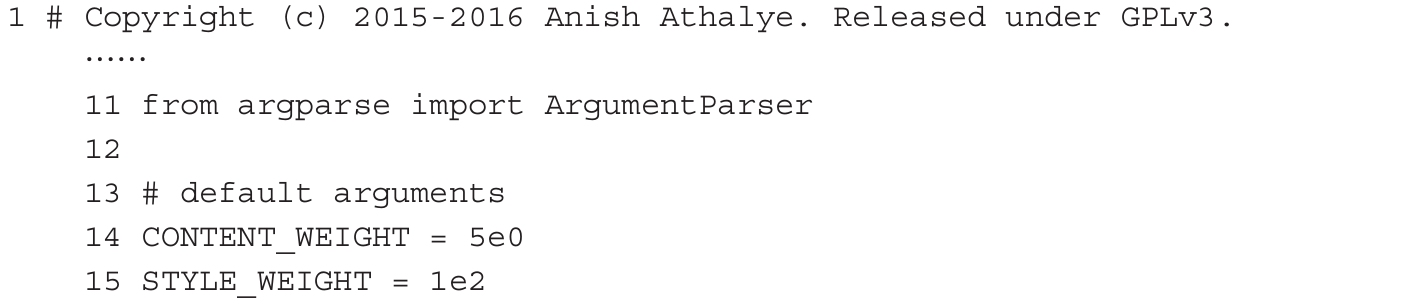 1 # Copyright (c) 2015-2016 Anish Athalye. Released under GPLv3.
......
11 from argparse import ArgumentParser
12
13 # default arguments
14 CONTENT_WEIGHT = 5e0
15 STYLE_WEIGHT = 1e2